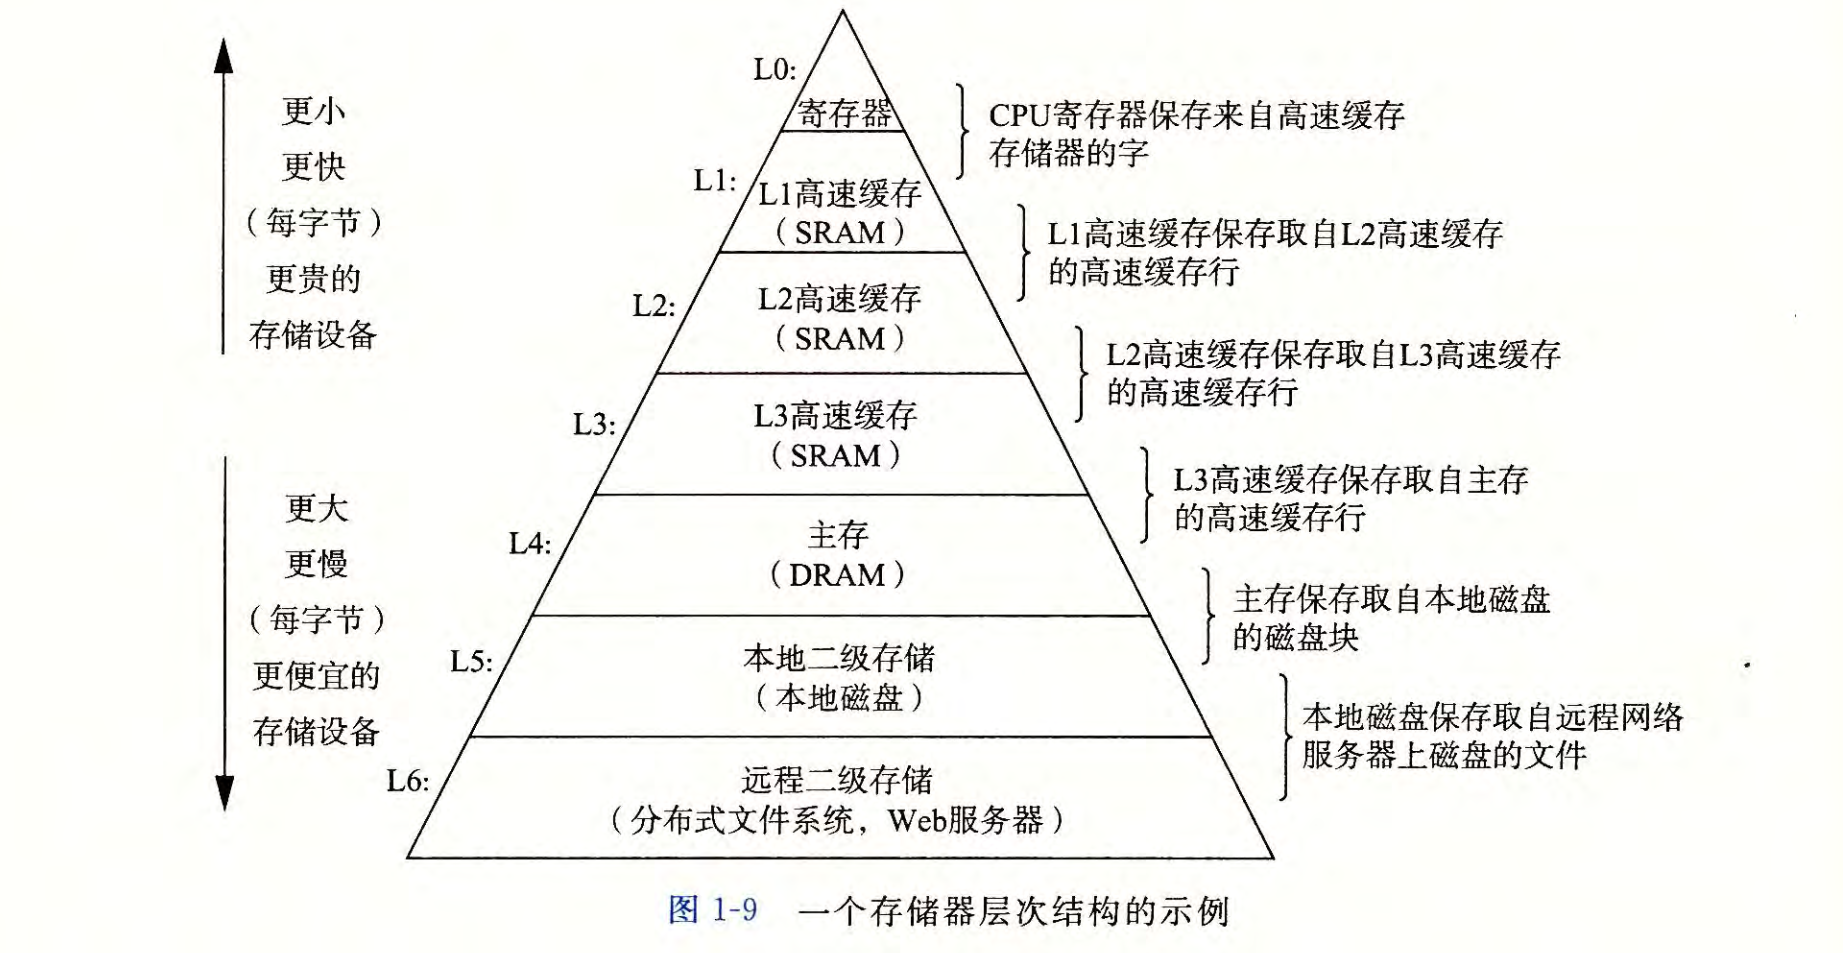 L0:
寄存器
更小
更快
（每字节）
更贵的
存储设备
CPU寄存器保存来自高速缓存
存储器的字
L1:
L1高速缓存
（SRAM）
L1高速缓存保存取自L2高速缓存
的高速缓存行
L2:
L2高速缓存
（SRAM）
L2高速缓存保存取自L3高速缓存
的高速缓存行
L3:
L3高速缓存
（SRAM）
L3高速缓存保存取自主存
的高速缓存行
更大
更慢
（每字节）
更便宜的
存储设备
L4:
主存
（DRAM）
主存保存取自本地磁盘
的磁盘块
L5:
本地二级存储
（本地磁盘）
本地磁盘保存取自远程网络
服务器上磁盘的文件
L6:
远程二级存储
（分布式文件系统，Web服务器）
图 1-9 一个存储器层次结构的示例